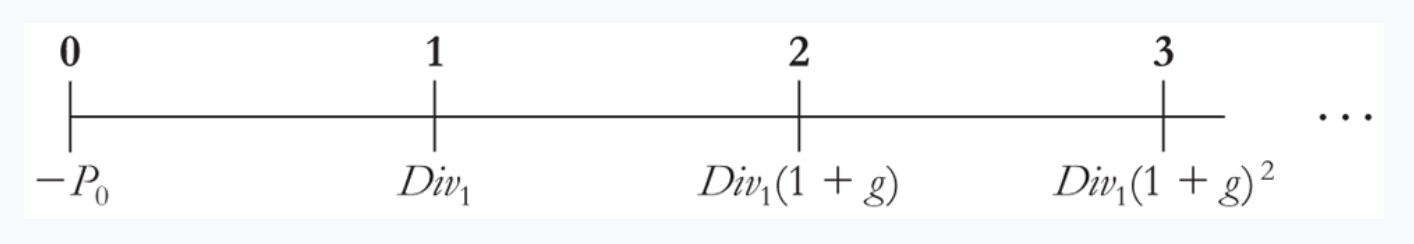 0 1 2 3
...
−P₀ Div₁ Div₁(1 + g) Div₁(1 + g)²